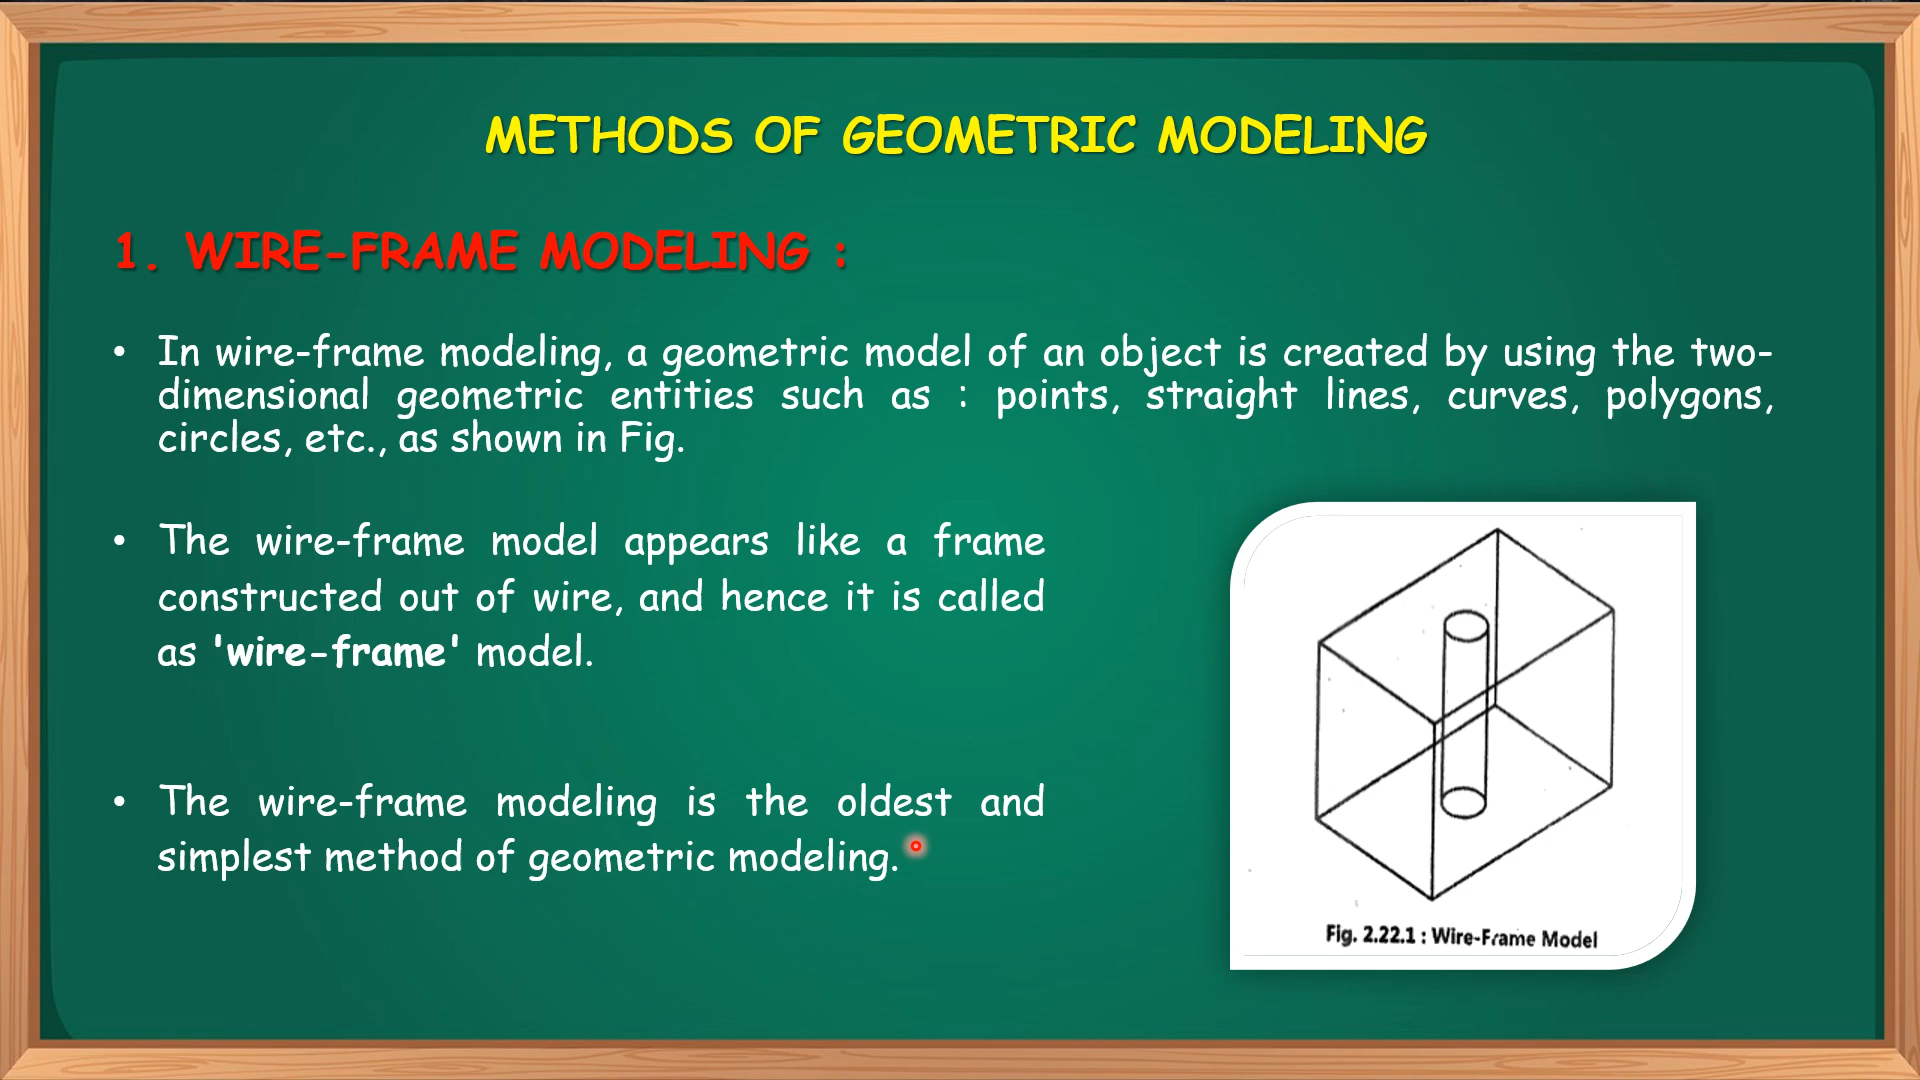 METHODS OF GEOMETRIC MODELING
1. WIRE-FRAME MODELING :
• In wire-frame modeling, a geometric model of an object is created by using the two-
dimensional geometric entities such as : points, straight lines, curves, polygons,
circles, etc., as shown in Fig.
• The wire-frame model appears like a frame
constructed out of wire, and hence it is called
as 'wire-frame' model.
• The wire-frame modeling is the oldest and
simplest method of geometric modeling.
Fig. 2.22.1 : Wire-Frame Model